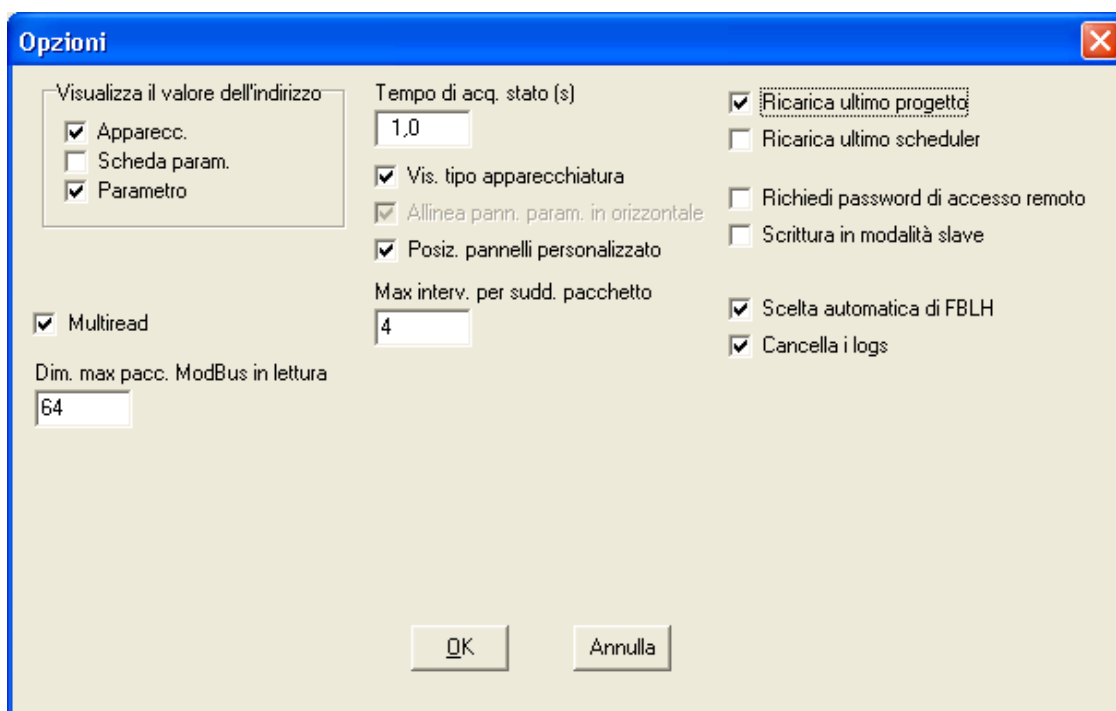 Opzioni
Visualizza il valore dell'indirizzo
Apparecc.
Scheda param.
Parametro
Multiread
Dim. max pacc. ModBus in lettura
64
Tempo di acq. stato (s)
1,0
Vis. tipo apparecchiatura
Allinea pann. param. in orizzontale
Posiz. pannelli personalizzato
Max interv. per sudd. pacchetto
4
Ricarica ultimo progetto
Ricarica ultimo scheduler
Richiedi password di accesso remoto
Scrittura in modalità slave
Scelta automatica di FBLH
Cancella i logs
OK
Annulla